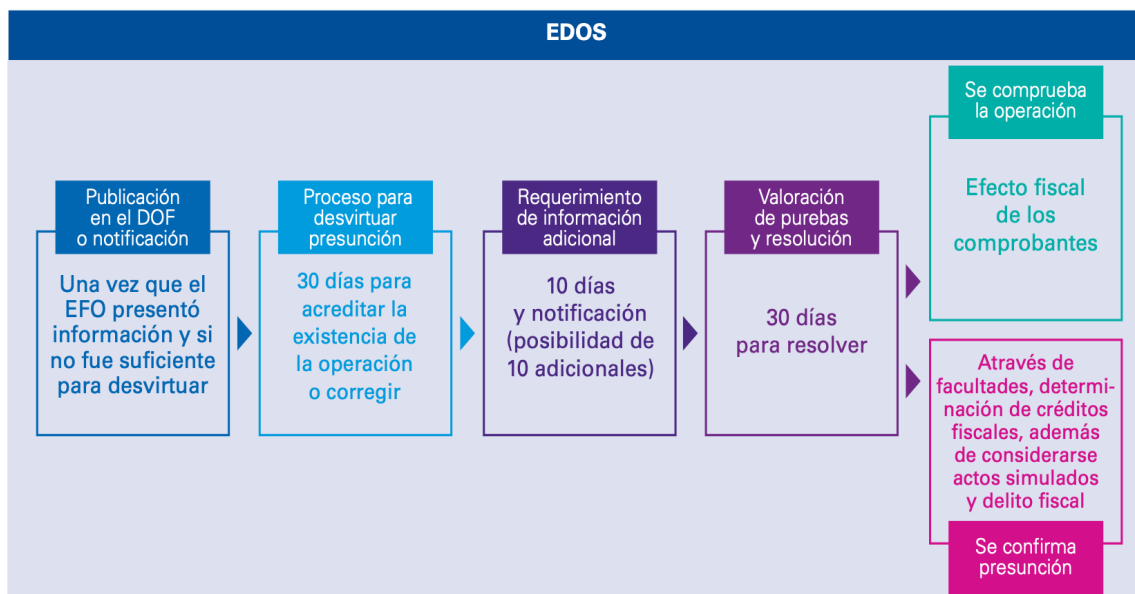 EDOS
Publicación
en el DOF
o notificación
Una vez que el
EFO presentó
información y si
no fue suficiente
para desvirtuar
Proceso para
desvirtuar
presunción
30 días para
acreditar la
existencia de
la operación
o corregir
Requerimiento
de información
adicional
10 días
y notificación
(posibilidad de
10 adicionales)
Valoración
de purebas
y resolución
30 días
para resolver
Se comprueba
la operación
Efecto fiscal
de los
comprobantes
Através de
facultades, determi-
nación de créditos
fiscales, además
de considerarse
actos simulados
y delito fiscal
Se confirma
presunción